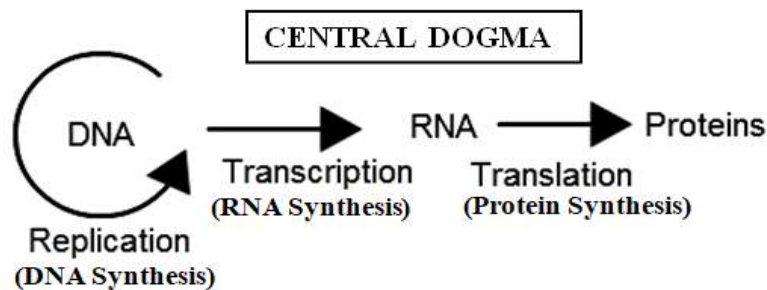 CENTRAL DOGMA
DNA
RNA
Proteins
Transcription
(RNA Synthesis)
Translation
(Protein Synthesis)
Replication
(DNA Synthesis)